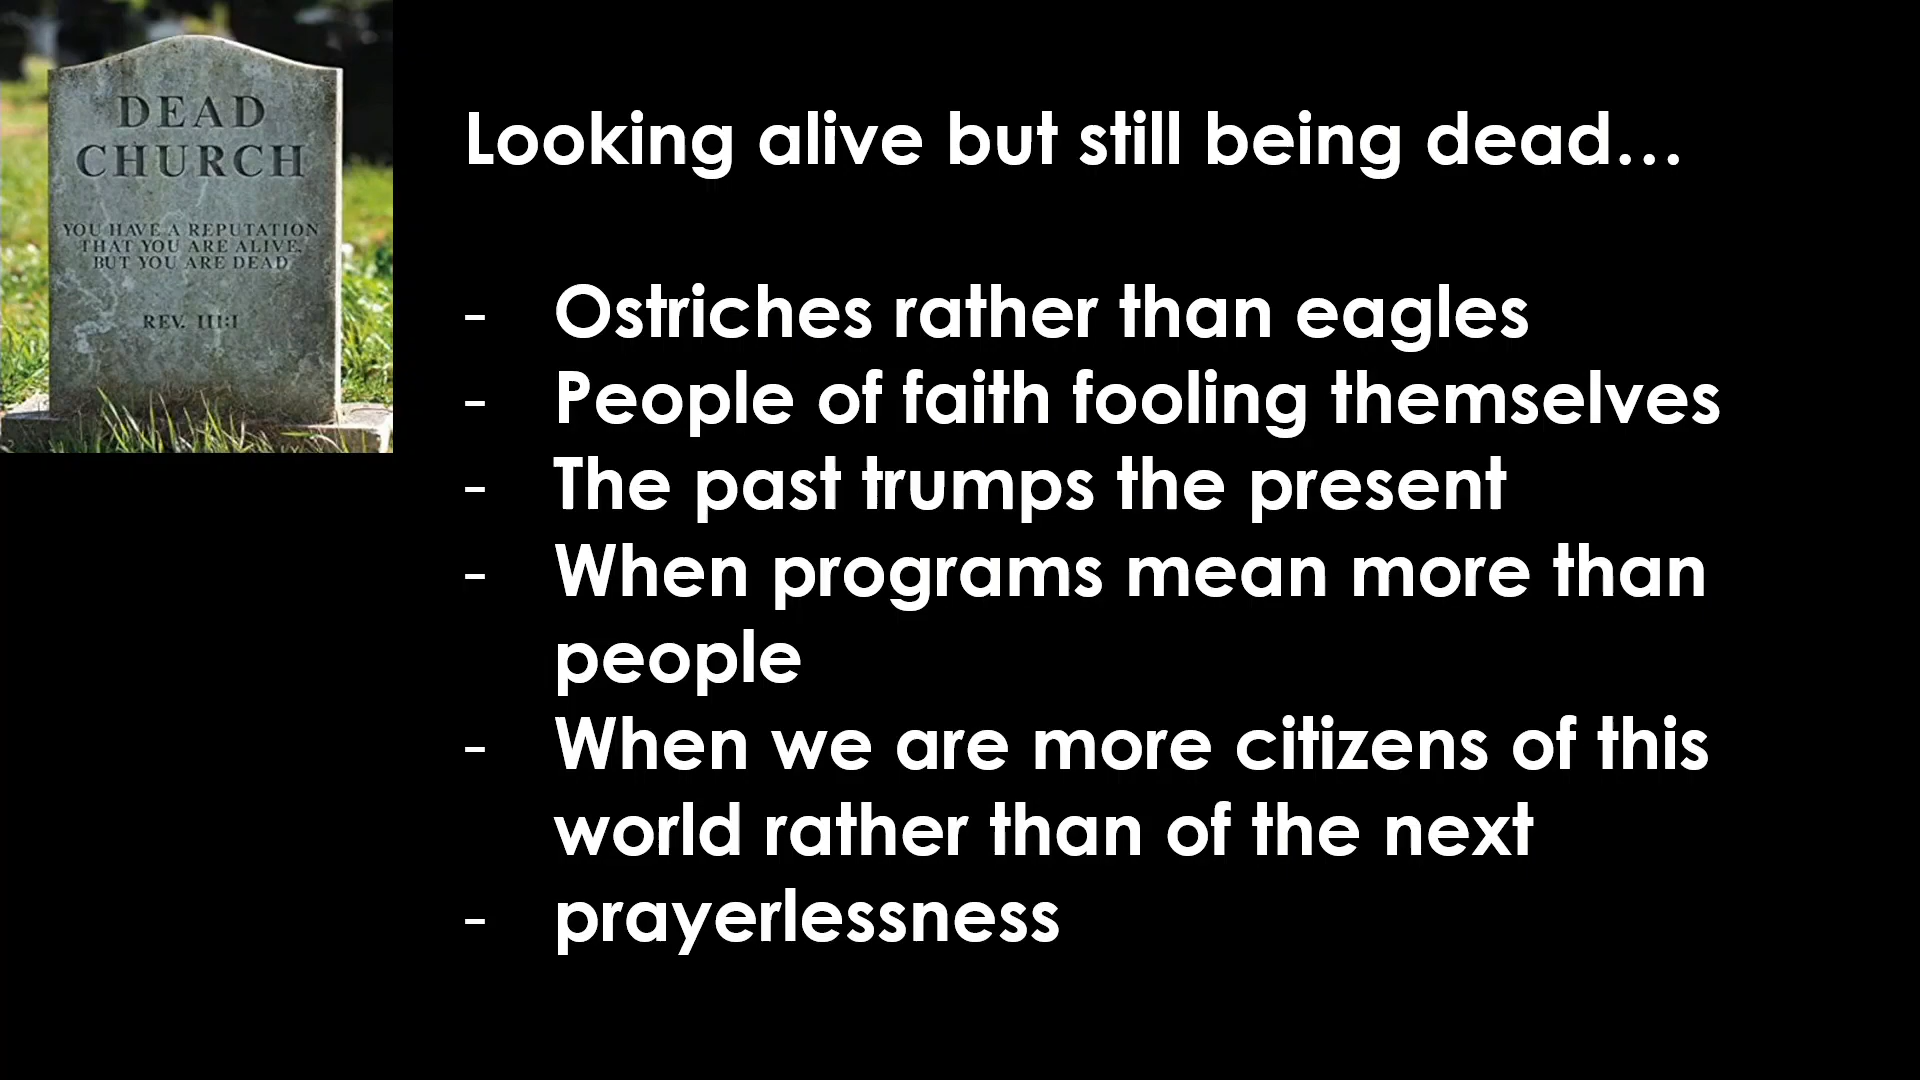 DEAD
CHURCH
YOU HAVE A REPUTATION
THAT YOU ARE ALIVE,
BUT YOU ARE DEAD
REV. III:I
Looking alive but still being dead…
- Ostriches rather than eagles
- People of faith fooling themselves
- The past trumps the present
- When programs mean more than
people
- When we are more citizens of this
world rather than of the next
- prayerlessness